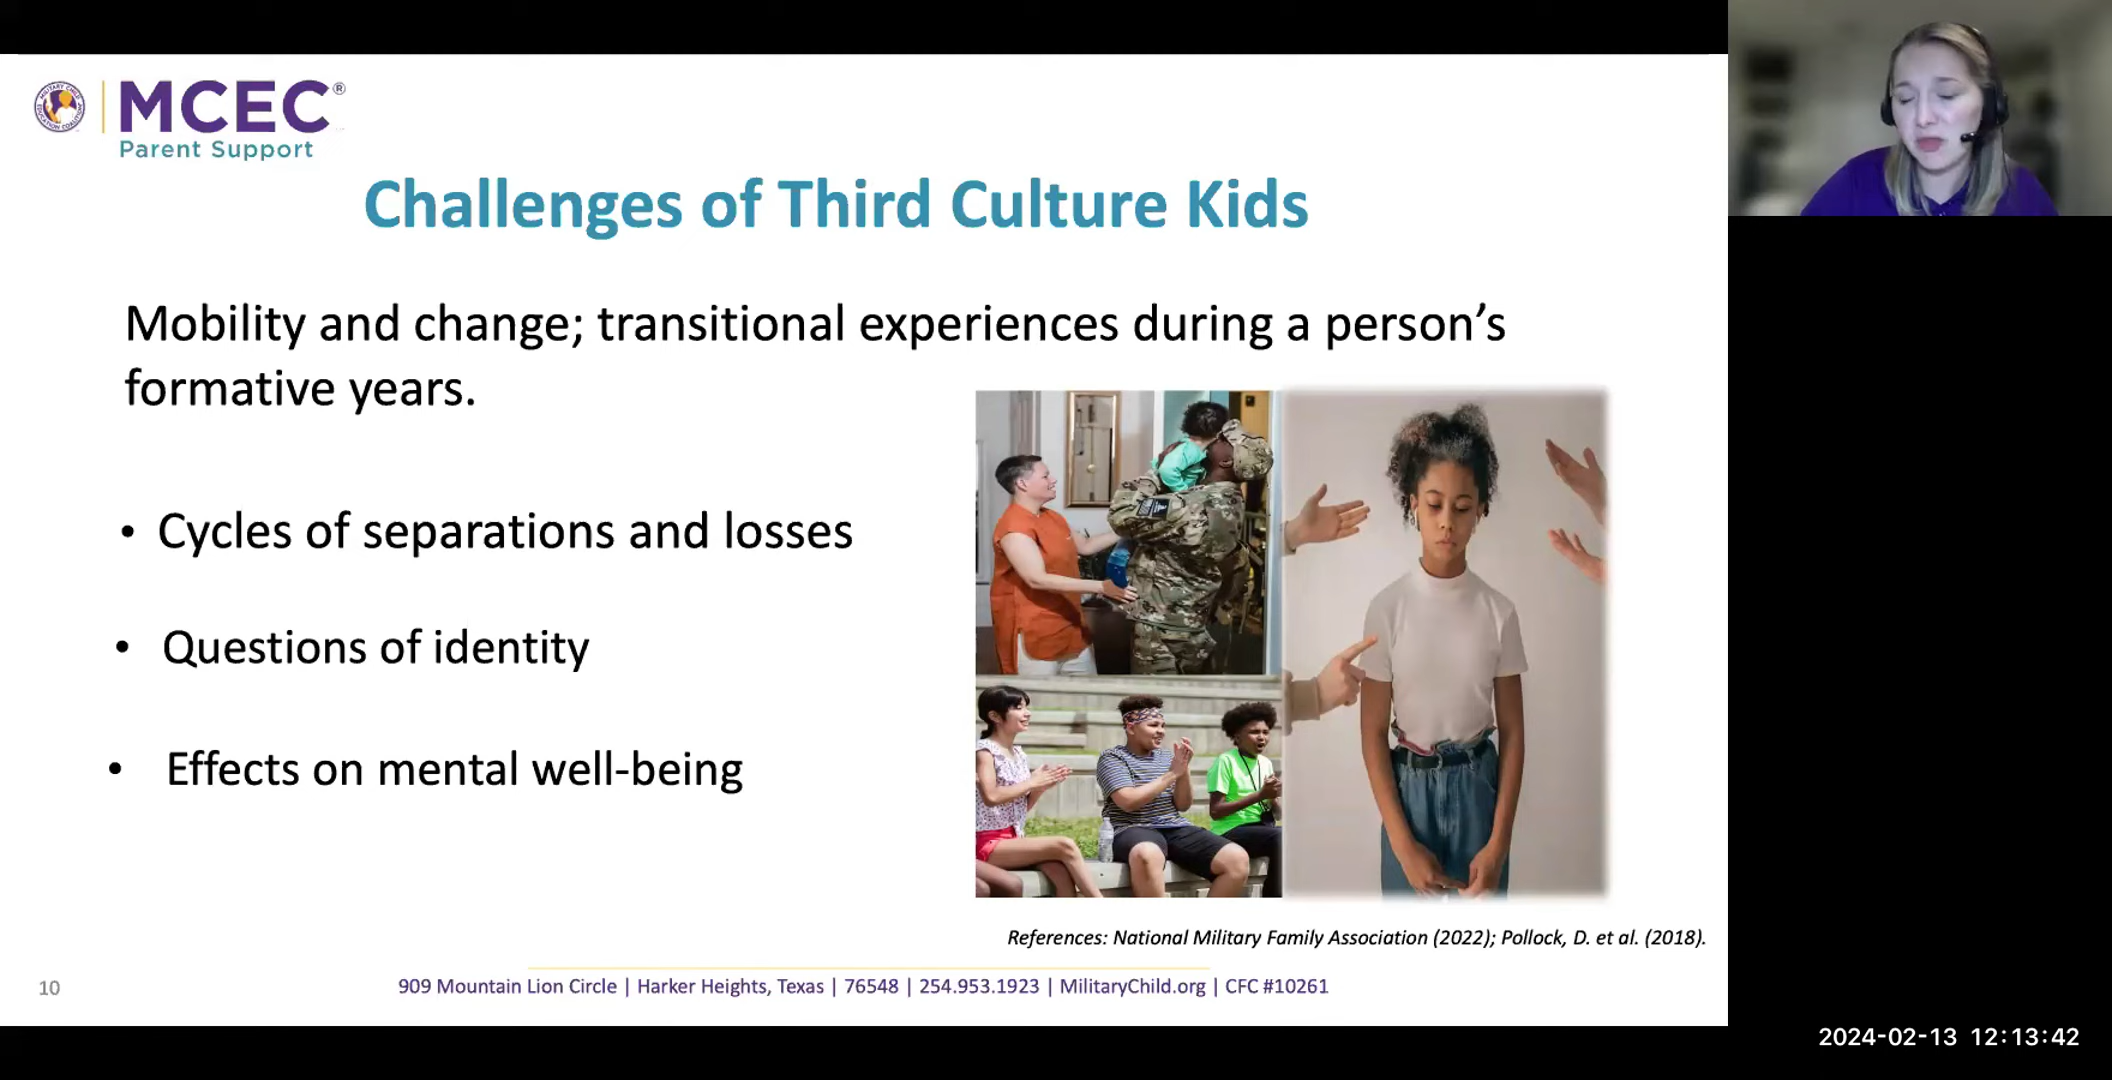 MCEC®
Parent Support
Challenges of Third Culture Kids
Mobility and change; transitional experiences during a person’s
formative years.
• Cycles of separations and losses
• Questions of identity
• Effects on mental well-being
References: National Military Family Association (2022); Pollock, D. et al. (2018).
10
909 Mountain Lion Circle | Harker Heights, Texas | 76548 | 254.953.1923 | MilitaryChild.org | CFC #10261
2024-02-13 12:13:42